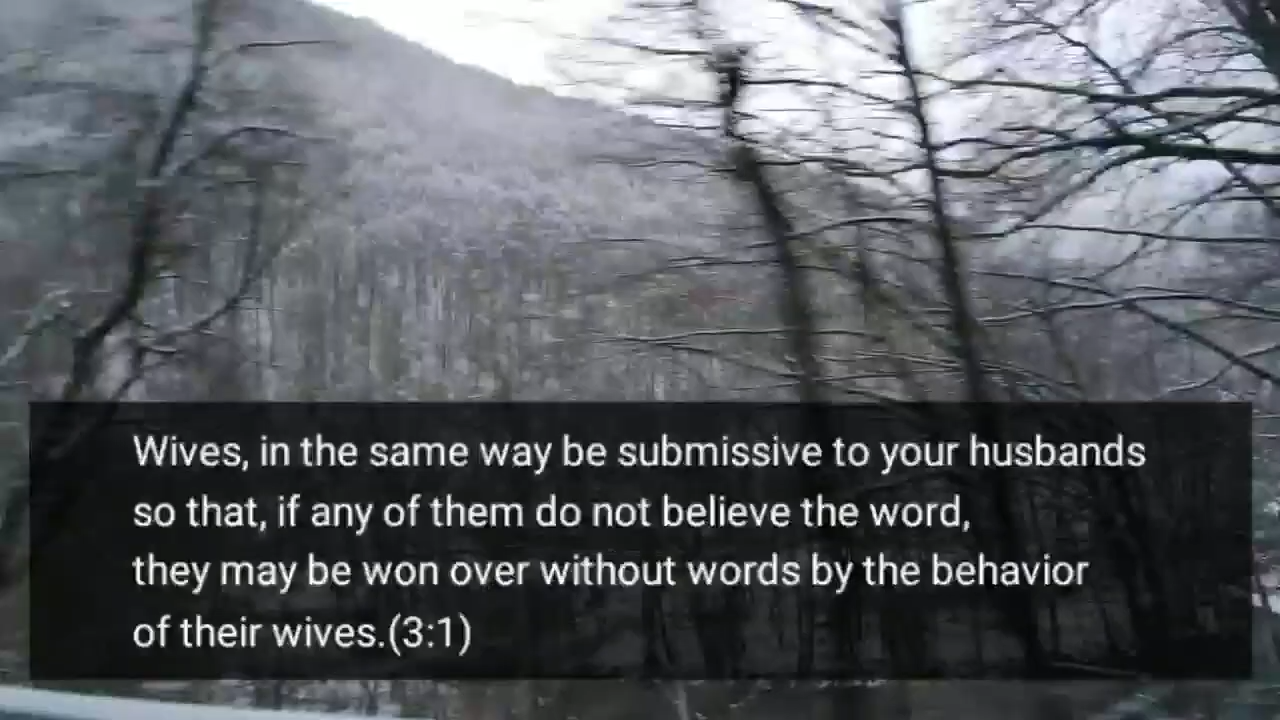 Wives, in the same way be submissive to your husbands
so that, if any of them do not believe the word,
they may be won over without words by the behavior
of their wives.(3:1)